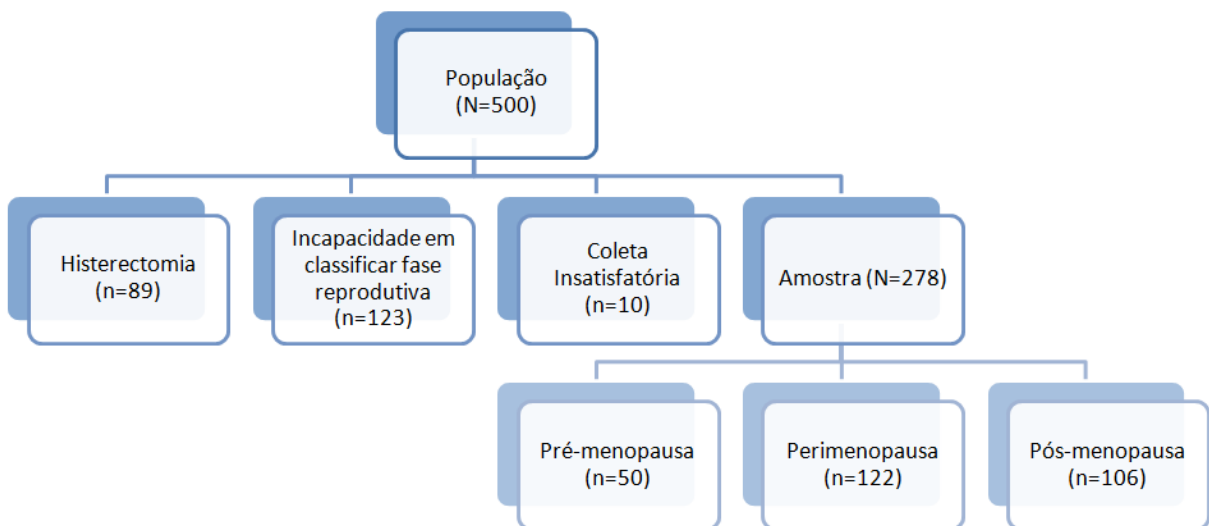 População
(N=500)
Histerectomia
(n=89)
Incapacidade em
classificar fase
reprodutiva
(n=123)
Coleta
Insatisfatória
(n=10)
Amostra (N=278)
Pré-menopausa
(n=50)
Perimenopausa
(n=122)
Pós-menopausa
(n=106)